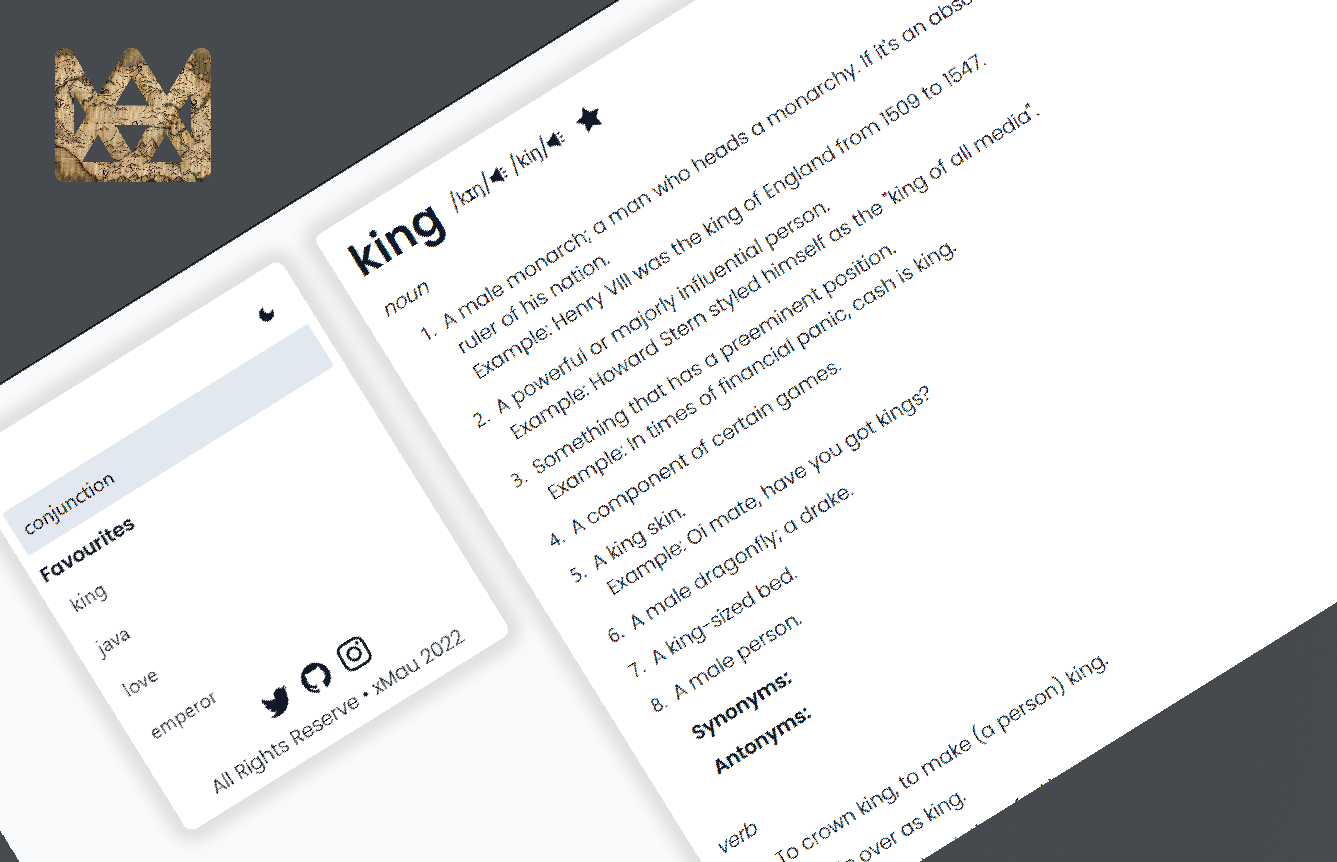 conjunction
Favourites
king
java
love
emperor
All Rights Reserve • xMau 2022
king /kɪŋ/ /kiŋ/
noun
1. A male monarch; a man who heads a monarchy. If it's an
ruler of his nation.
Example: Henry VIII was the king of England from 1509 to 1547.
2. A powerful or majorly influential person.
Example: Howard Stern styled himself as the "king of all media".
3. Something that has a preeminent position.
Example: In times of financial panic, cash is king.
4. A component of certain games.
5. A king skin.
Example: Oi mate, have you got kings?
6. A male dragonfly; a drake.
7. A king-sized bed.
8. A male person.
Synonyms:
Antonyms:
verb
To crown king, to make (a person) king.
over as king.